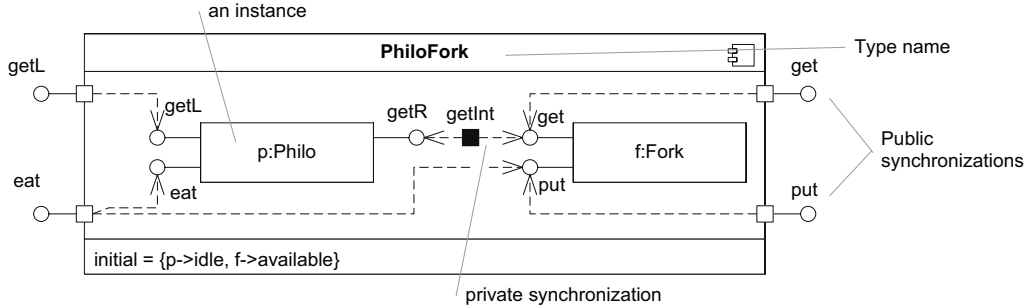 an instance
PhiloFork
Type name
getL
get
getL
getR
getInt
get
p:Philo
f:Fork
Public
synchronizations
eat
eat
put
put
initial = {p->idle, f->available}
private synchronization